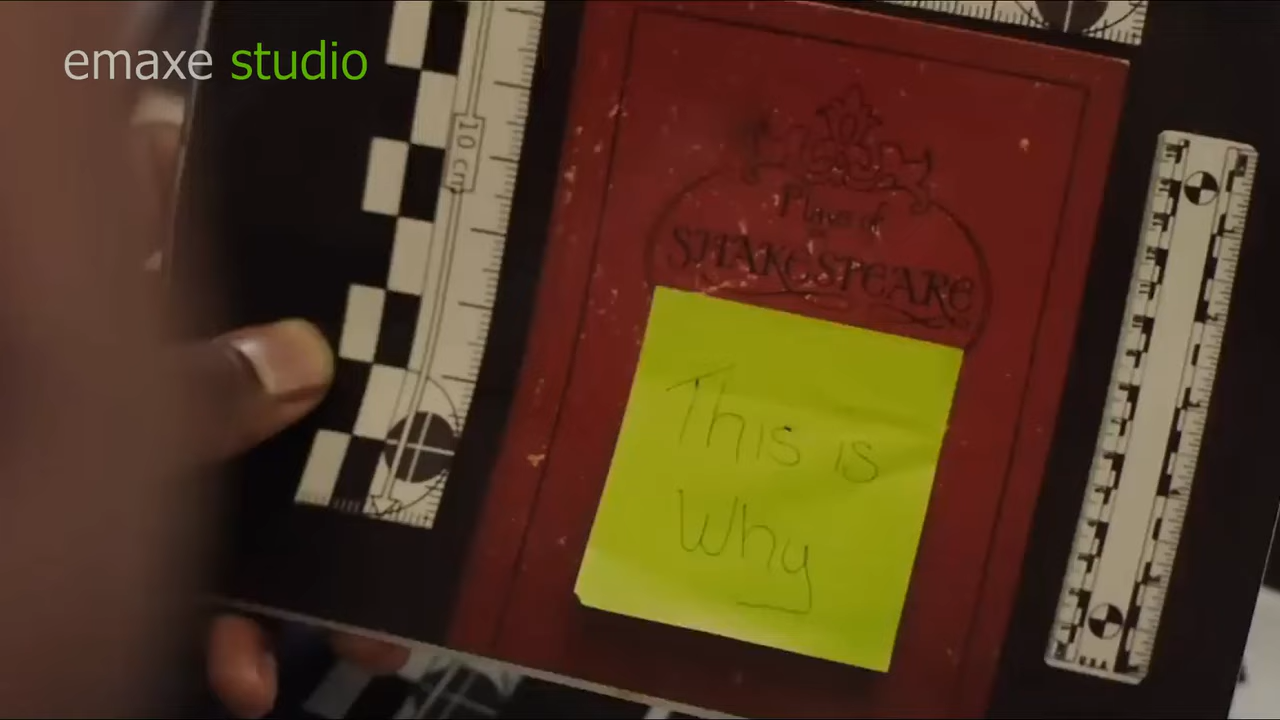 emaxe studio
10 cm
Plays of
SHAKESPEARE
This is
Why